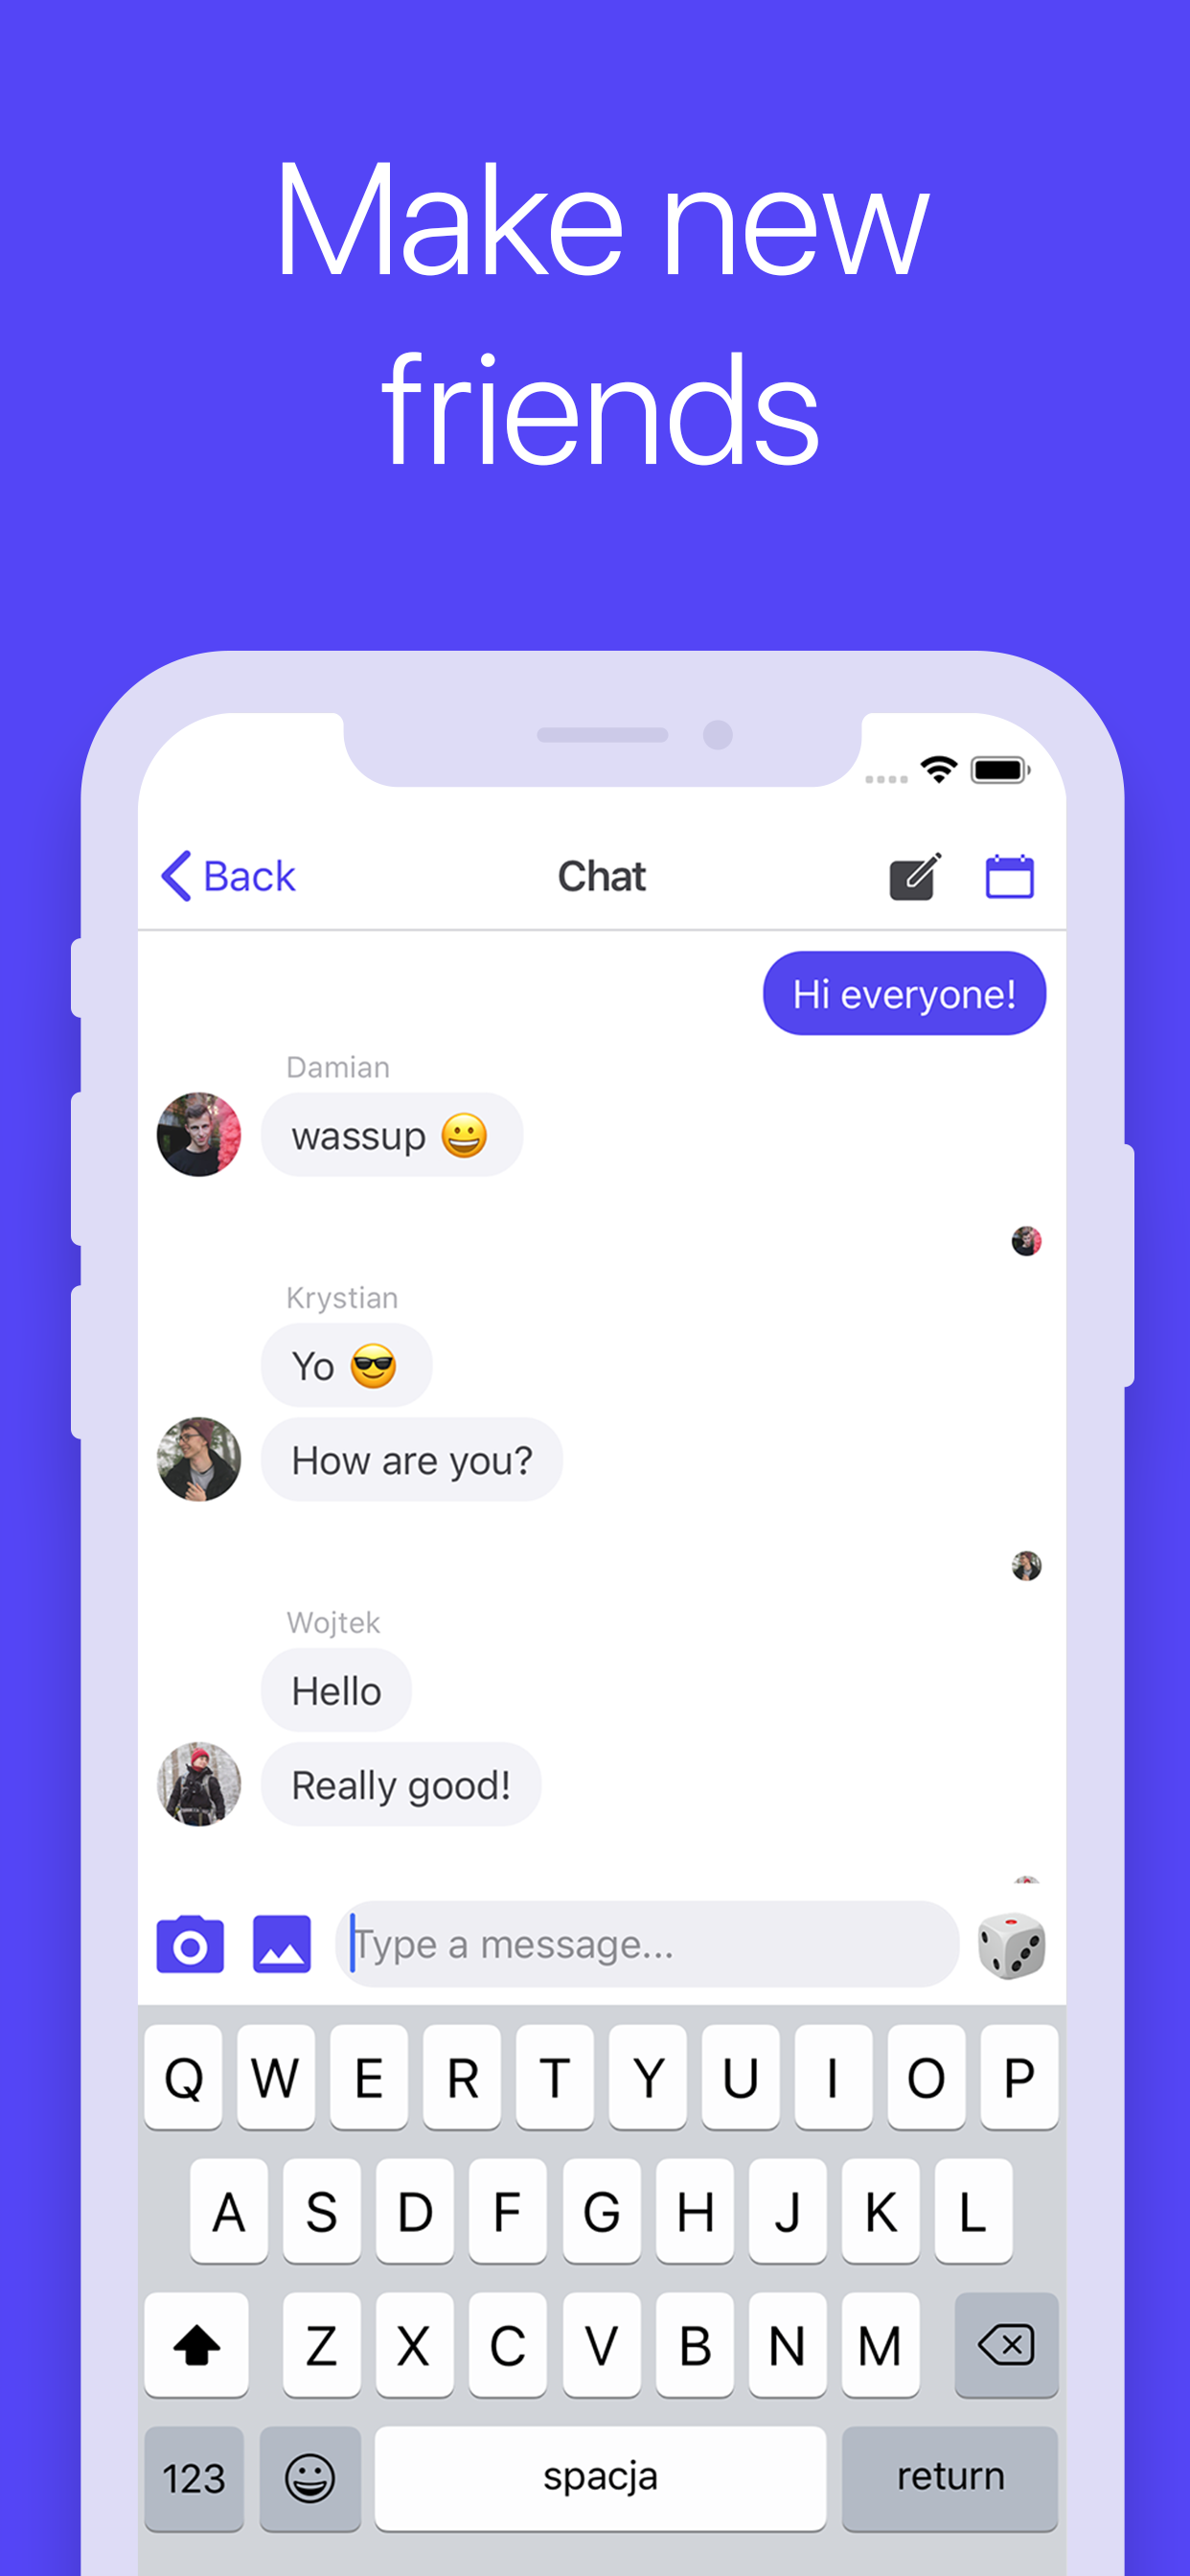 Make new
friends
Back
Chat
Hi everyone!
Damian
wassup 😀
Krystian
Yo 😎
How are you?
Wojtek
Hello
Really good!
Type a message...
Q W E R T Y U I O P
A S D F G H J K L
Z X C V B N M
123 spacja return